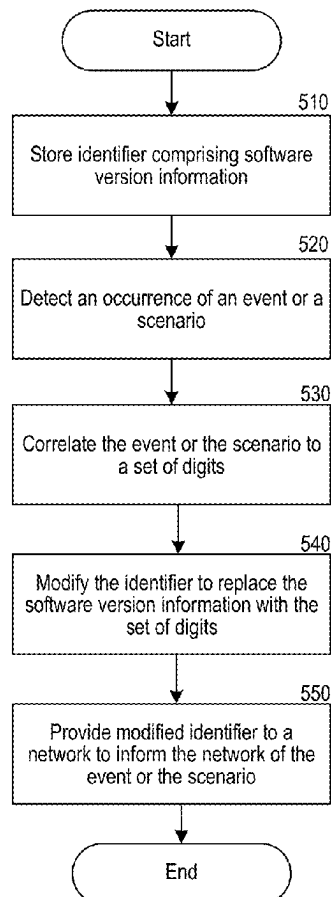 Start
510
Store identifier comprising software
version information
520
Detect an occurrence of an event or a
scenario
530
Correlate the event or the scenario to
a set of digits
540
Modify the identifier to replace the
software version information with the
set of digits
550
Provide modified identifier to a
network to inform the network of the
event or the scenario
End